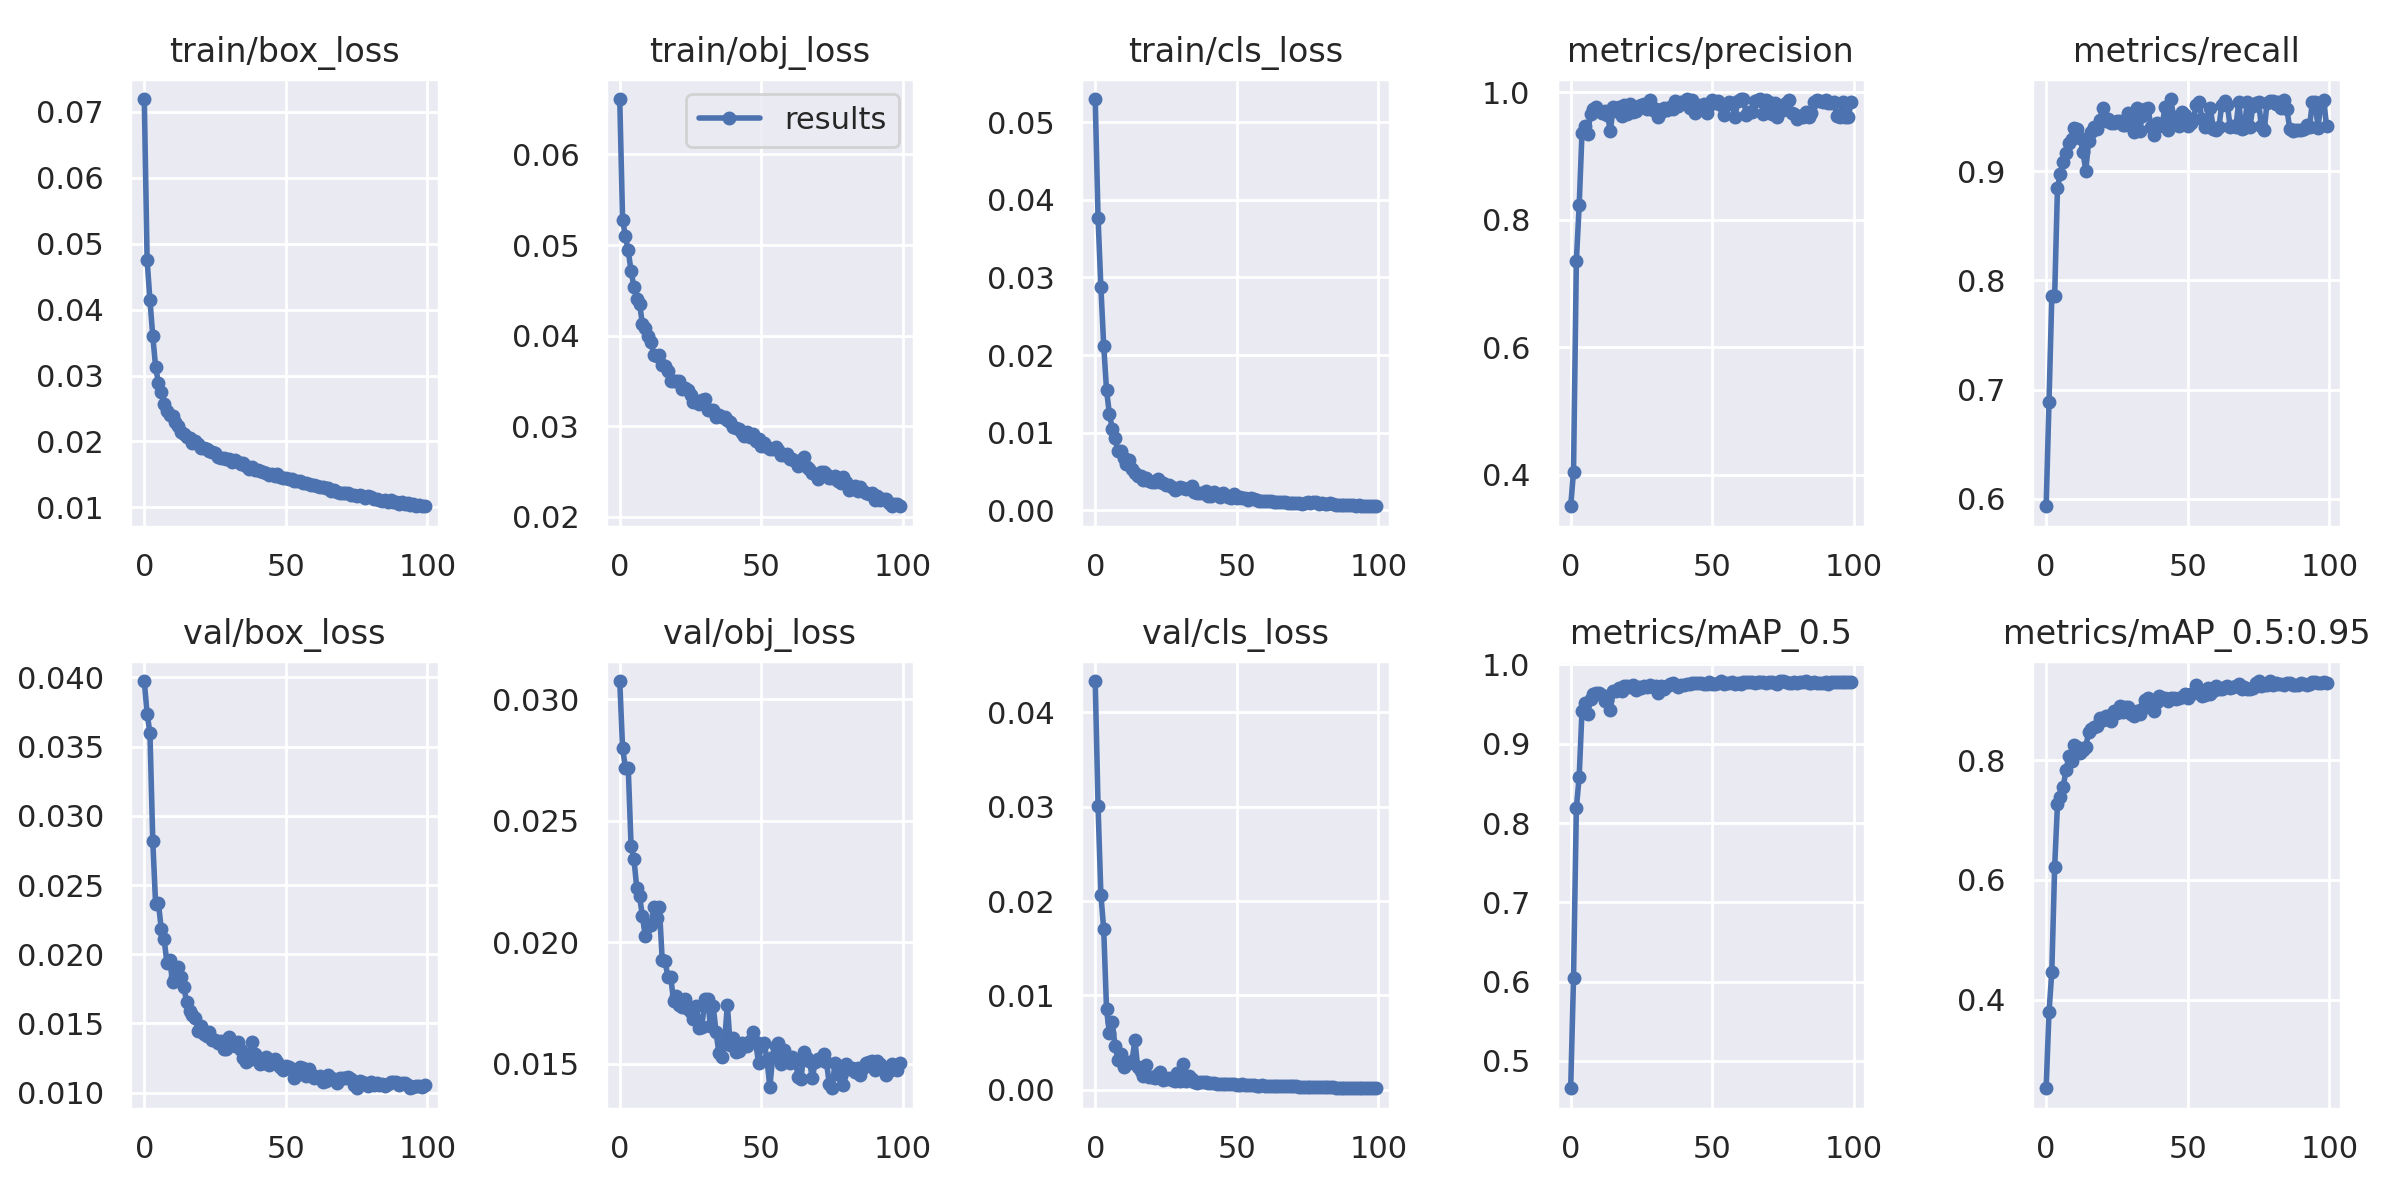 train/box_loss
0.07
0.06
0.05
0.04
0.03
0.02
0.01
0 50 100
train/obj_loss
results
0.06
0.05
0.04
0.03
0.02
0 50 100
train/cls_loss
0.05
0.04
0.03
0.02
0.01
0.00
0 50 100
metrics/precision
1.0
0.8
0.6
0.4
0 50 100
metrics/recall
0.9
0.8
0.7
0.6
0 50 100
val/box_loss
0.040
0.035
0.030
0.025
0.020
0.015
0.010
0 50 100
val/obj_loss
0.030
0.025
0.020
0.015
0 50 100
val/cls_loss
0.04
0.03
0.02
0.01
0.00
0 50 100
metrics/mAP_0.5
1.0
0.9
0.8
0.7
0.6
0.5
0 50 100
metrics/mAP_0.5:0.95
0.8
0.6
0.4
0 50 100